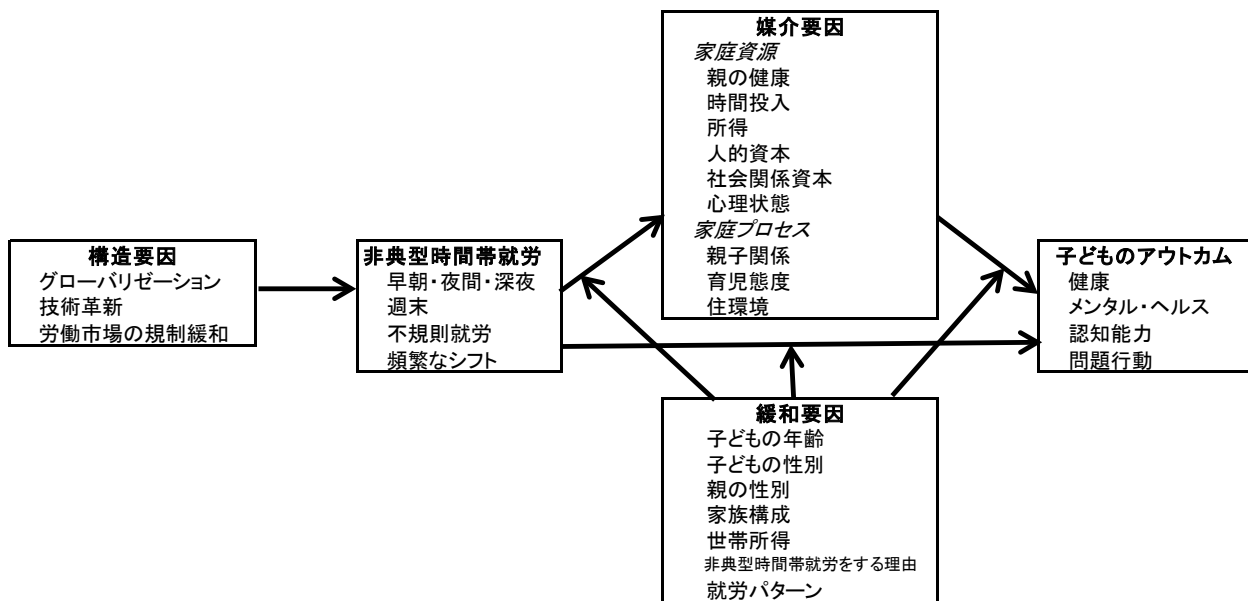 構造要因
グローバリゼーション
技術革新
労働市場の規制緩和
非典型時間帯就労
早朝・夜間・深夜
週末
不規則就労
頻繁なシフト
媒介要因
家庭資源
親の健康
時間投入
所得
人的資本
社会関係資本
心理状態
家庭プロセス
親子関係
育児態度
住環境
緩和要因
子どもの年齢
子どもの性別
親の性別
家族構成
世帯所得
非典型時間帯就労をする理由
就労パターン
子どものアウトカム
健康
メンタル・ヘルス
認知能力
問題行動